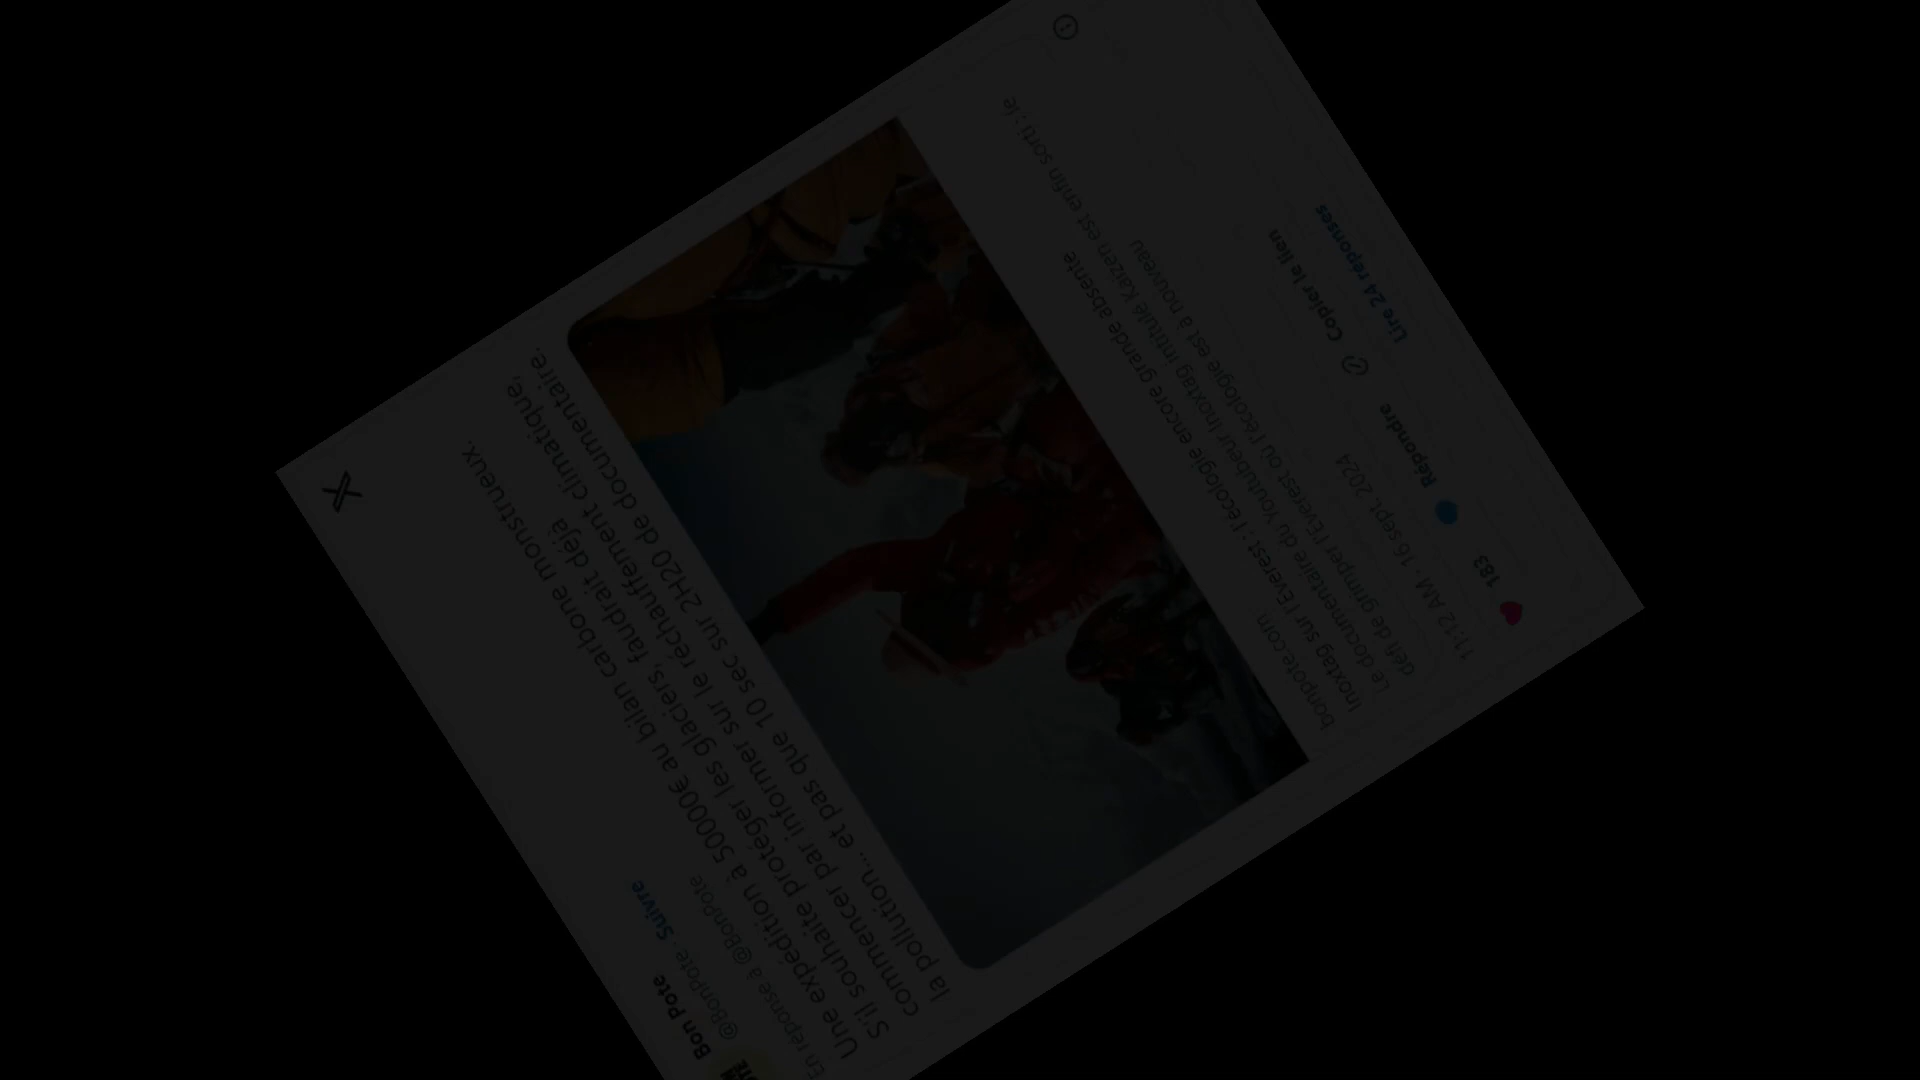 Bon Pote
@BonPote · Suivre
En réponse à @BonPote
Une expédition à 50000€ au bilan carbone monstrueux.
S'il souhaite protéger les glaciers, faudrait déjà
commencer par informer sur le réchauffement climatique,
la pollution... et pas que 10 sec sur 2H20 de documentaire.
bonpote.com
Inoxtag sur l'Everest : l'écologie encore grande absente
Le documentaire du Youtubeur Inoxtag intitulé Kaizen est enfin sorti : le
défi de grimper l'Everest où l'écologie est à nouveau
11:12 AM · 16 sept. 2024
183 Répondre Copier le lien
Lire 24 réponses